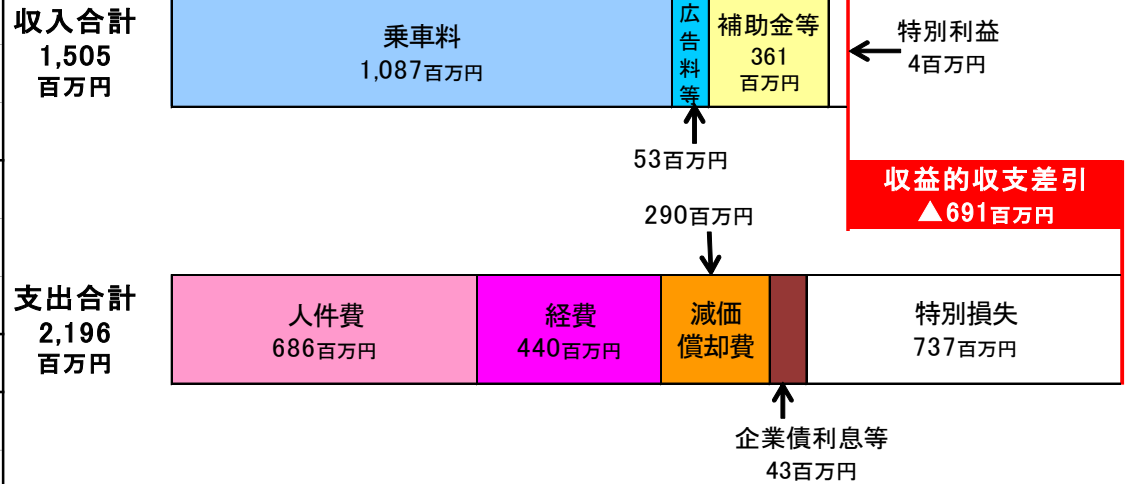 収入合計
1,505
百万円
乗車料
1,087百万円
広告料等
補助金等
361
百万円
特別利益
4百万円
53百万円
収益的収支差引
▲691百万円
290百万円
支出合計
2,196
百万円
人件費
686百万円
経費
440百万円
減価
償却費
特別損失
737百万円
企業債利息等
43百万円